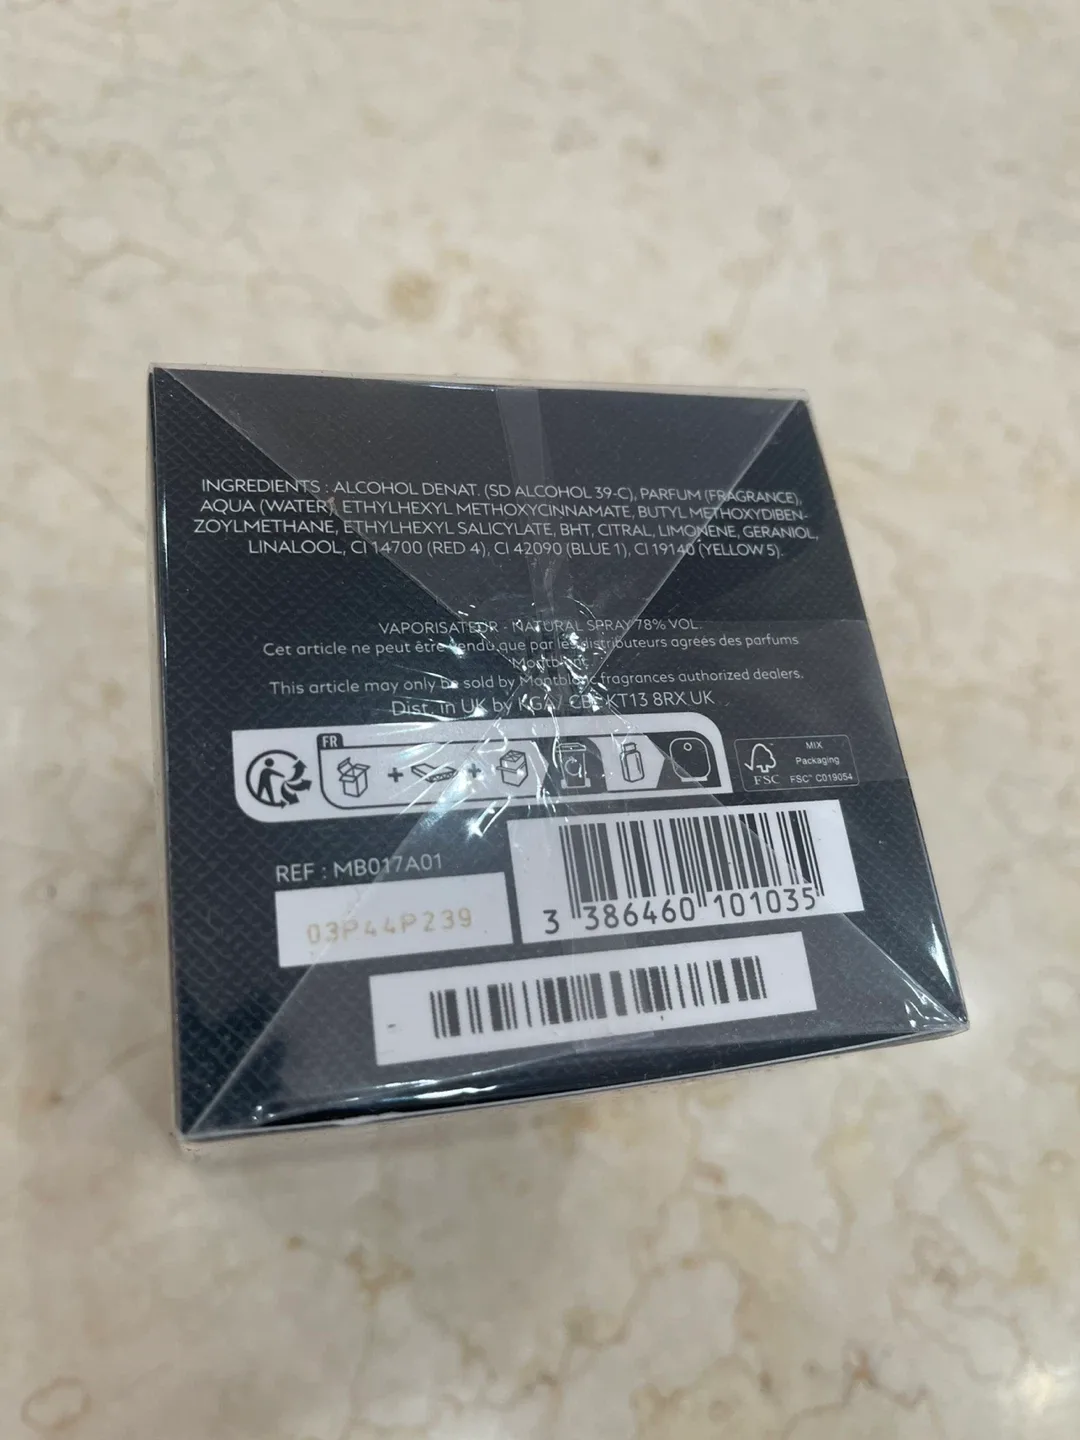 INGREDIENTS : ALCOHOL DENAT. (SD ALCOHOL 39-C), PARFUM (FRAGRANCE),
AQUA (WATER), ETHYLHEXYL METHOXYCINNAMATE, BUTYL METHOXYDIBEN-
ZOYLMETHANE, ETHYLHEXYL SALICYLATE, BHT, CITRAL, LIMONENE, GERANIOL,
LINALOOL, CI 14700 (RED 4), CI 42090 (BLUE 1), CI 19140 (YELLOW 5).
VAPORISATEUR - NATURAL SPRAY 78% VOL.
Cet article ne peut être vendu que par les distributeurs agréés des parfums
Montblanc.
This article may only be sold by Montblanc fragrances authorized dealers.
Dist. in UK by KT13 8RX UK
FR
FSC
MIX
Packaging
FSC™ C019054
REF : MB017A01
03P44P239
3 386460 101035